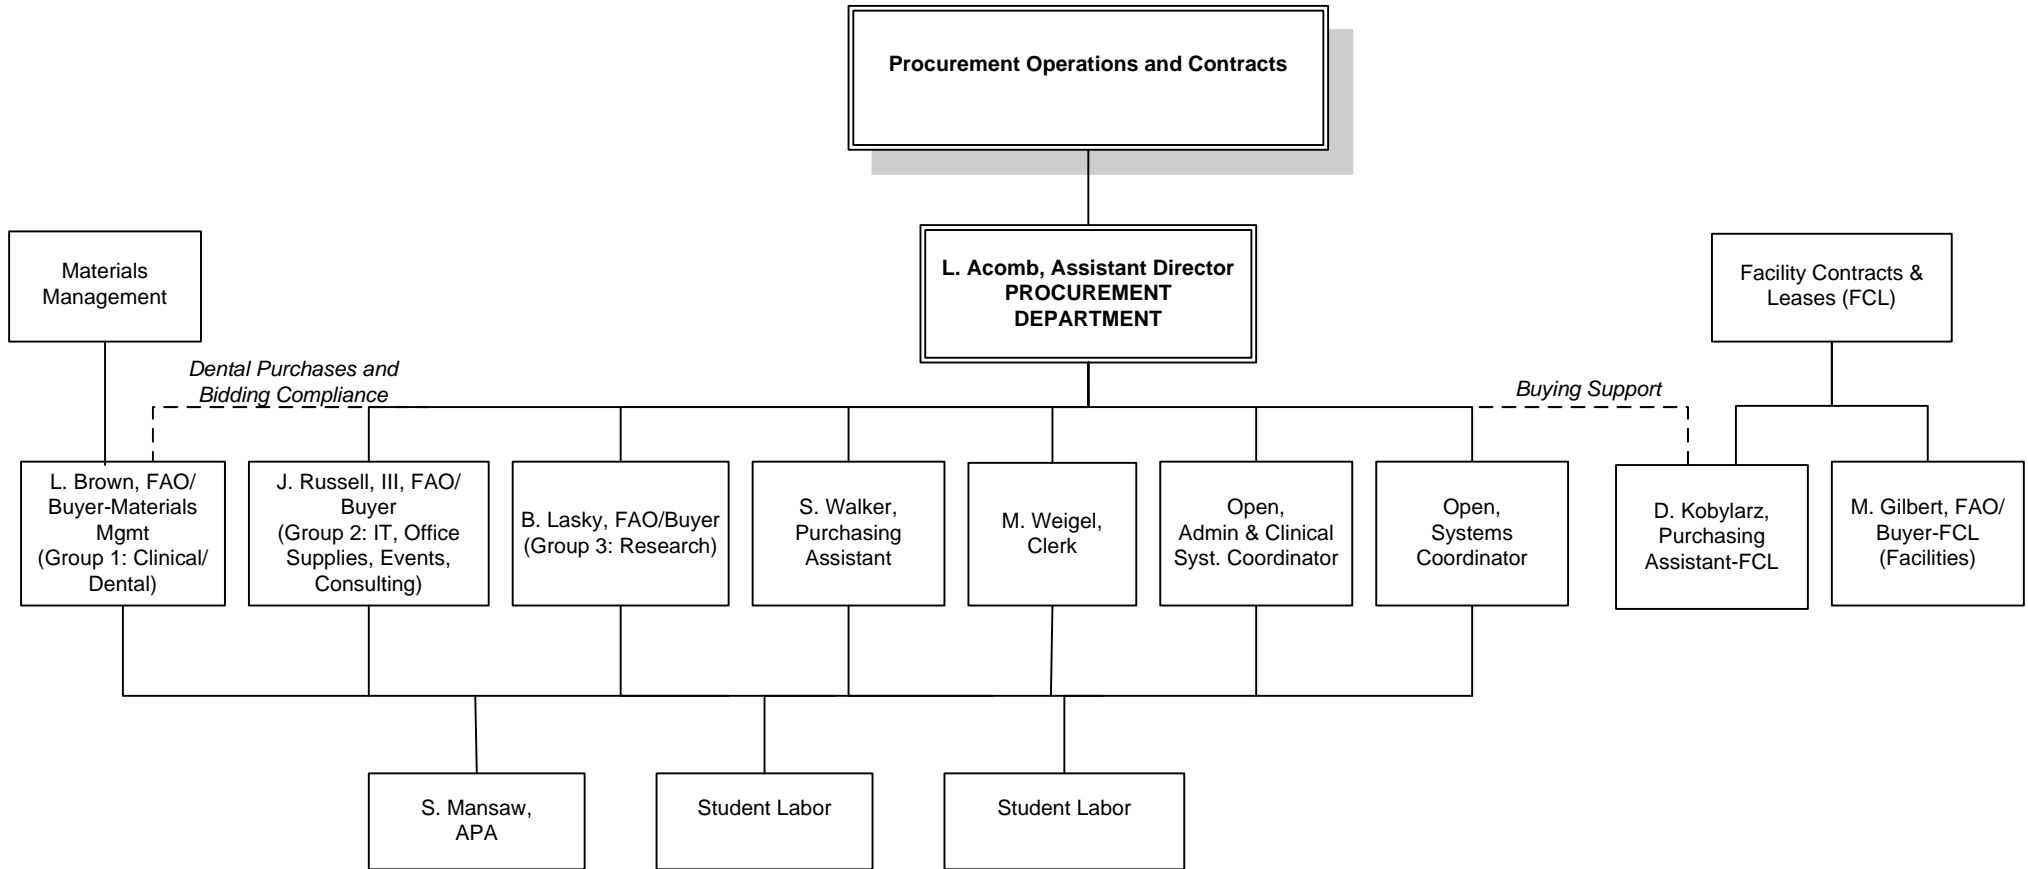 Procurement Operations and Contracts
L. Acomb, Assistant Director
PROCUREMENT
DEPARTMENT
Materials
Management
Facility Contracts &
Leases (FCL)
Dental Purchases and
Bidding Compliance
Buying Support
L. Brown, FAO/
Buyer-Materials
Mgmt
(Group 1: Clinical/
Dental)
J. Russell, III, FAO/
Buyer
(Group 2: IT, Office
Supplies, Events,
Consulting)
B. Lasky, FAO/Buyer
(Group 3: Research)
S. Walker,
Purchasing
Assistant
M. Weigel,
Clerk
Open,
Admin & Clinical
Syst. Coordinator
Open,
Systems
Coordinator
D. Kobylarz,
Purchasing
Assistant-FCL
M. Gilbert, FAO/
Buyer-FCL
(Facilities)
S. Mansaw,
APA
Student Labor
Student Labor